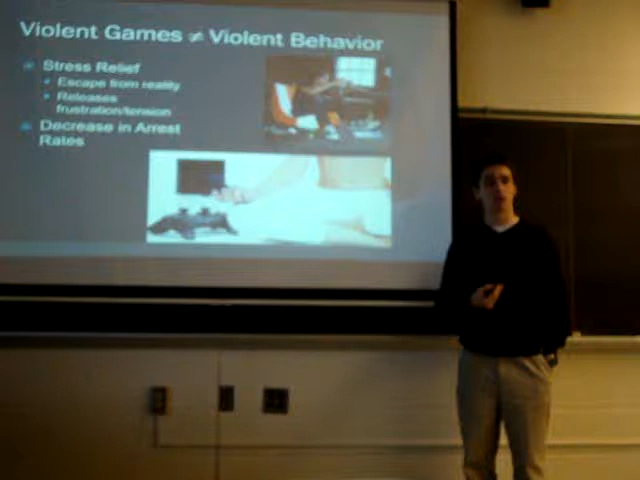 Violent Games ≠ Violent Behavior
Stress Relief
Escape from reality
Releases
frustration/tension
Decrease in Arrest
Rates